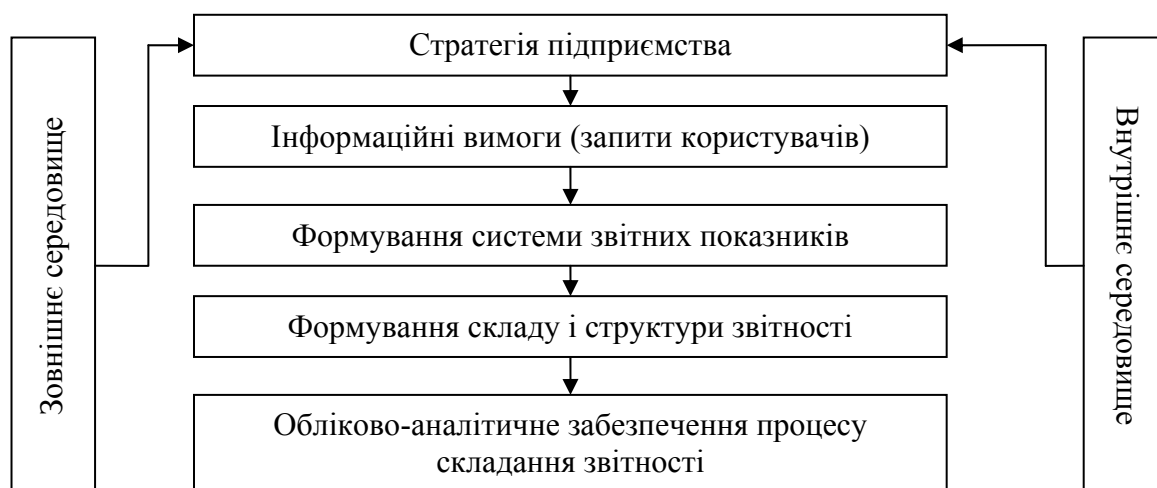 Зовнішнє середовище
Стратегія підприємства
Інформаційні вимоги (запити користувачів)
Формування системи звітних показників
Формування складу і структури звітності
Обліково-аналітичне забезпечення процесу
складання звітності
Внутрішнє середовище